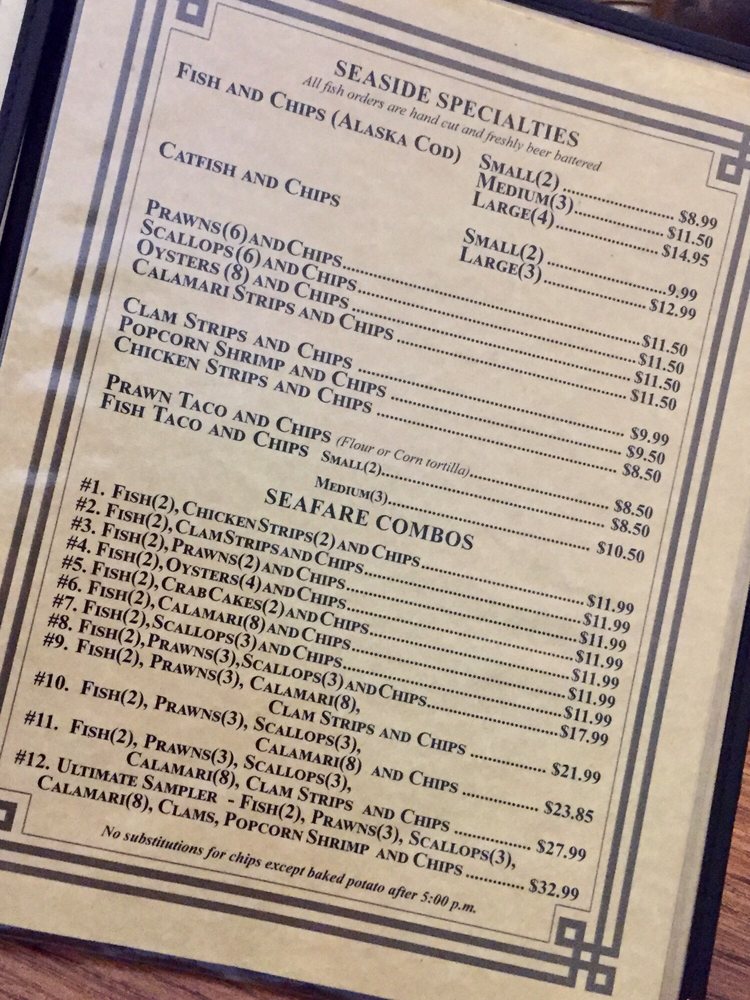 SEASIDE SPECIALTIES
All fish orders are hand cut and freshly beer battered
FISH AND CHIPS (ALASKA COD) SMALL(2) $8.99
MEDIUM(3) $11.50
LARGE(4) $14.95
CATFISH AND CHIPS SMALL(2) 9.99
LARGE(3) $12.99
PRAWNS(6) AND CHIPS $11.50
SCALLOPS(6) AND CHIPS $11.50
OYSTERS (8) AND CHIPS $11.50
CALAMARI STRIPS AND CHIPS $11.50
CLAM STRIPS AND CHIPS $9.99
POPCORN SHRIMP AND CHIPS $9.50
CHICKEN STRIPS AND CHIPS $8.50
PRAWN TACO AND CHIPS (Flour or Corn tortilla) $8.50
FISH TACO AND CHIPS SMALL(2) $8.50
MEDIUM(3) $10.50
SEAFARE COMBOS
#1. FISH(2), CHICKEN STRIPS(2) AND CHIPS $11.99
#2. FISH(2), CLAM STRIPS AND CHIPS $11.99
#3. FISH(2), PRAWNS(2) AND CHIPS $11.99
#4. FISH(2), OYSTERS(4) AND CHIPS $11.99
#5. FISH(2), CRAB CAKES(2) AND CHIPS $11.99
#6. FISH(2), CALAMARI(8) AND CHIPS $11.99
#7. FISH(2), SCALLOPS(3) AND CHIPS $11.99
#8. FISH(2), PRAWNS(3), SCALLOPS(3) AND CHIPS $17.99
#9. FISH(2), PRAWNS(3), CALAMARI(8),
CLAM STRIPS AND CHIPS $21.99
#10. FISH(2), PRAWNS(3), SCALLOPS(3),
CALAMARI(8) AND CHIPS $23.85
#11. FISH(2), PRAWNS(3), SCALLOPS(3),
CALAMARI(8), CLAM STRIPS AND CHIPS $27.99
#12. ULTIMATE SAMPLER - FISH(2), PRAWNS(3), SCALLOPS(3),
CALAMARI(8), CLAMS, POPCORN SHRIMP AND CHIPS $32.99
No substitutions for chips except baked potato after 5:00 p.m.